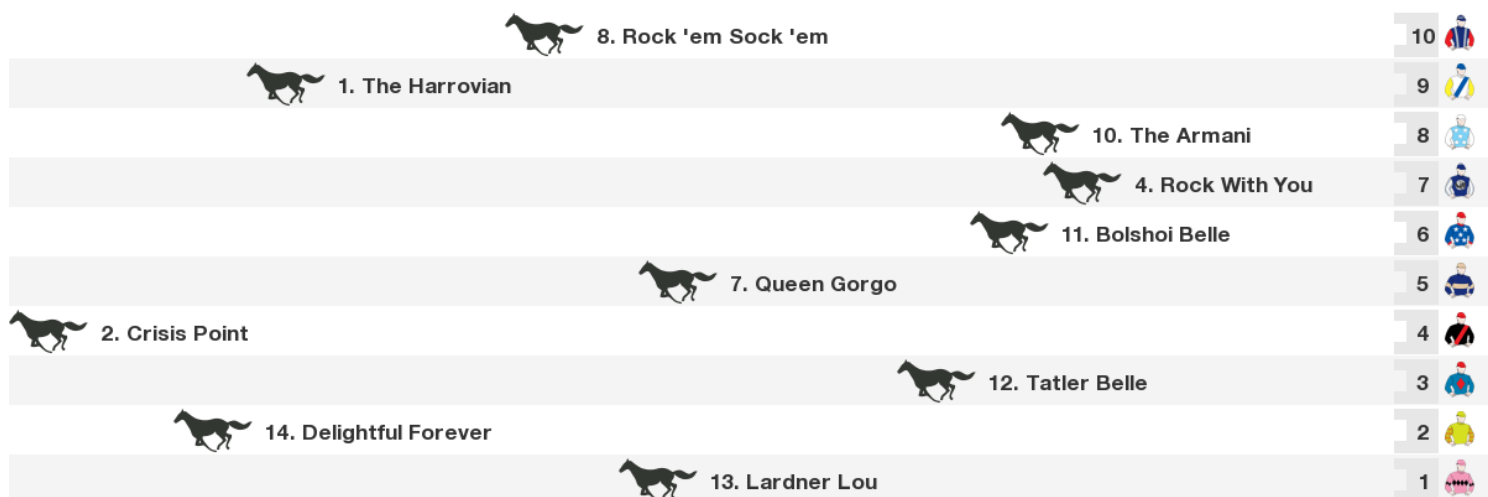 8. Rock 'em Sock 'em 10
1. The Harrovian 9
10. The Armani 8
4. Rock With You 7
11. Bolshoi Belle 6
7. Queen Gorgo 5
2. Crisis Point 4
12. Tatler Belle 3
14. Delightful Forever 2
13. Lardner Lou 1